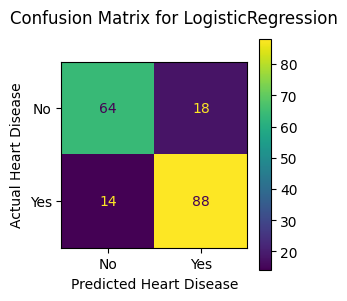 Confusion Matrix for LogisticRegression
Actual Heart Disease
No
Yes
64
18
14
88
No
Yes
Predicted Heart Disease
80
70
60
50
40
30
20